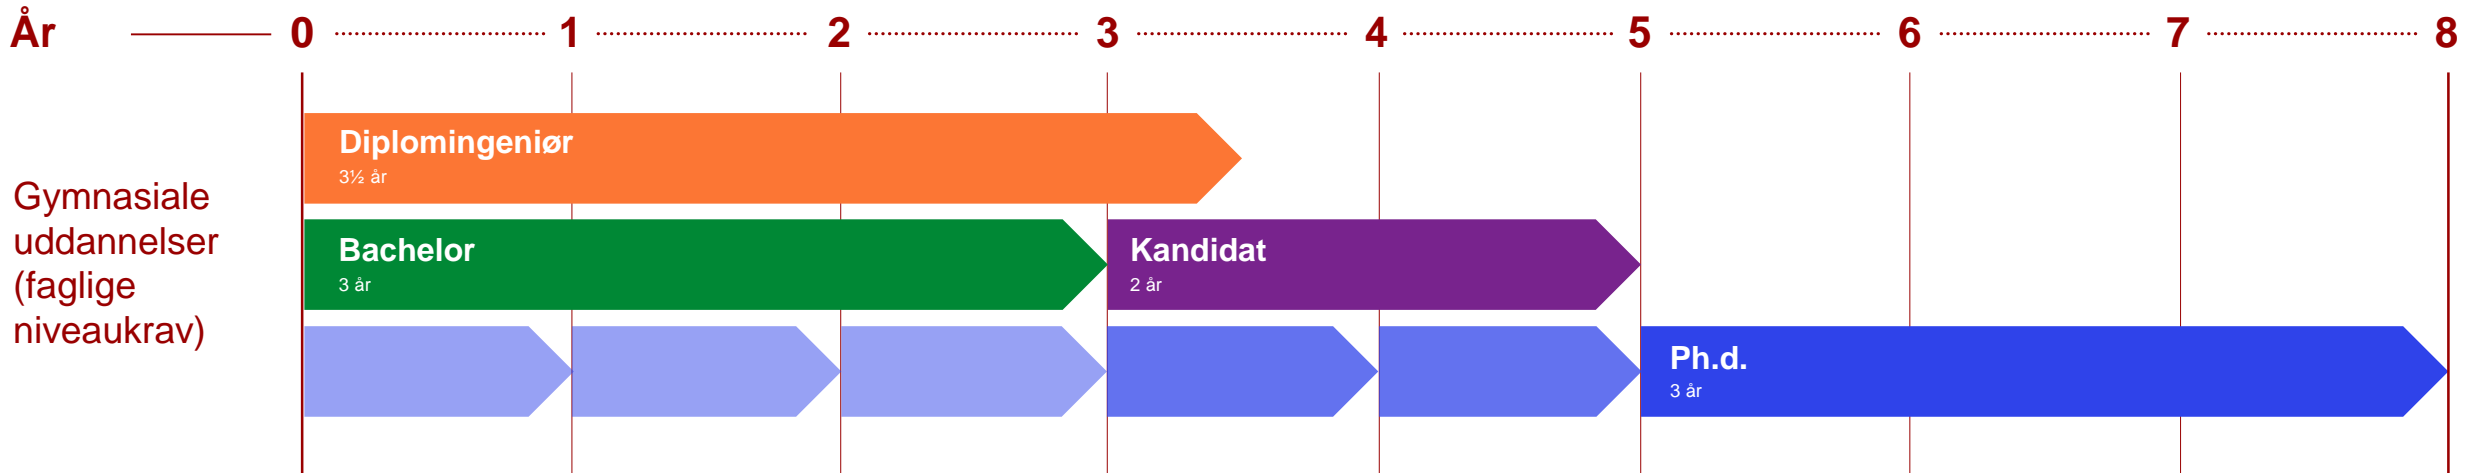 År 0 1 2 3 4 5 6 7 8
Diplomingeniør
3½ år
Gymnasiale
uddannelser
(faglige
niveaukrav)
Bachelor
3 år
Kandidat
2 år
Ph.d.
3 år